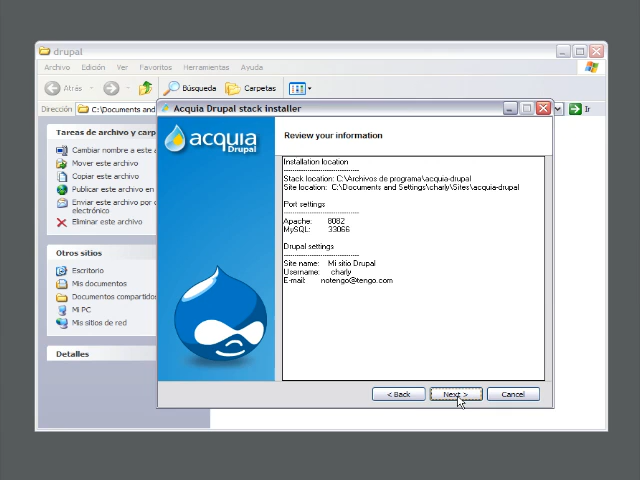 drupal
Archivo Edición Ver Favoritos Herramientas Ayuda
Atrás Búsqueda Carpetas
Dirección C:\Documents and Ir
Acquia Drupal stack installer
Tareas de archivo y carp
Cambiar nombre a este a
Mover este archivo
Copiar este archivo
Publicar este archivo en
Enviar este archivo por c
electrónico
Eliminar este archivo
Otros sitios
Escritorio
Mis documentos
Documentos compartidos
Mi PC
Mis sitios de red
Detalles
acquia
Drupal
Review your information
Installation location
Stack location: C:\Archivos de programa\acquia-drupal
Site location: C:\Documents and Settings\charly\Sites\acquia-drupal
Port settings
Apache: 8082
MySQL: 33066
Drupal settings
Site name: Mi sitio Drupal
Username: charly
E-mail: notengo@tengo.com
< Back Next > Cancel